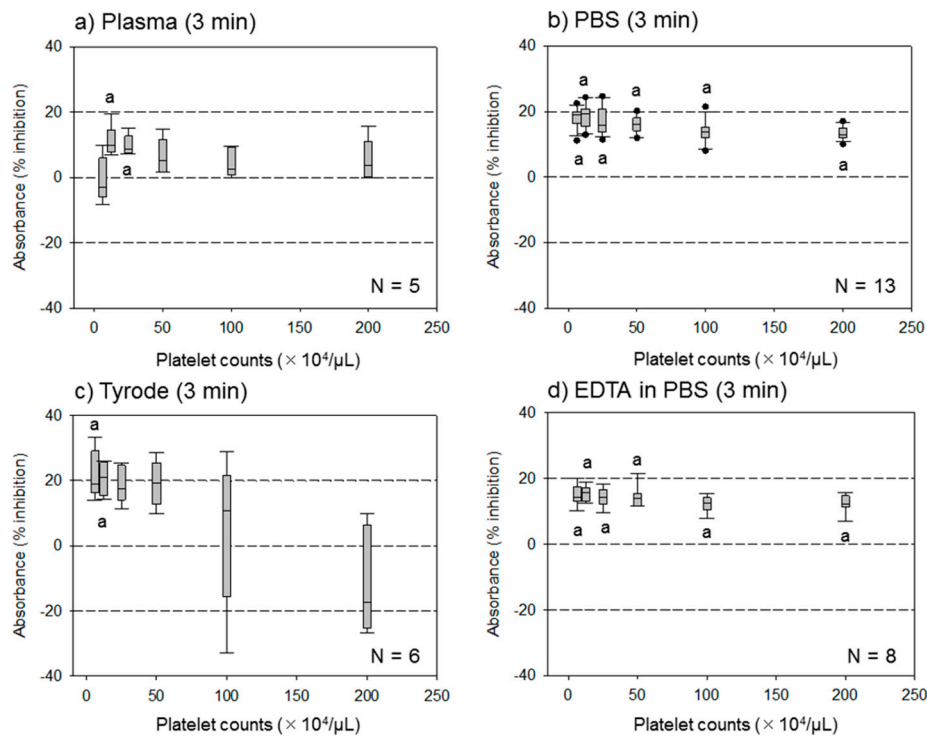 a) Plasma (3 min)
40
20
0
-20
-40
Absorbance (% inhibition)
a
a
N = 5
0 50 100 150 200 250
Platelet counts (× 10⁴/μL)
b) PBS (3 min)
40
20
0
-20
-40
Absorbance (% inhibition)
a a a
a a a
N = 13
0 50 100 150 200 250
Platelet counts (× 10⁴/μL)
c) Tyrode (3 min)
40
20
0
-20
-40
Absorbance (% inhibition)
a
a
N = 6
0 50 100 150 200 250
Platelet counts (× 10⁴/μL)
d) EDTA in PBS (3 min)
40
20
0
-20
-40
Absorbance (% inhibition)
a a
a a a a
N = 8
0 50 100 150 200 250
Platelet counts (× 10⁴/μL)